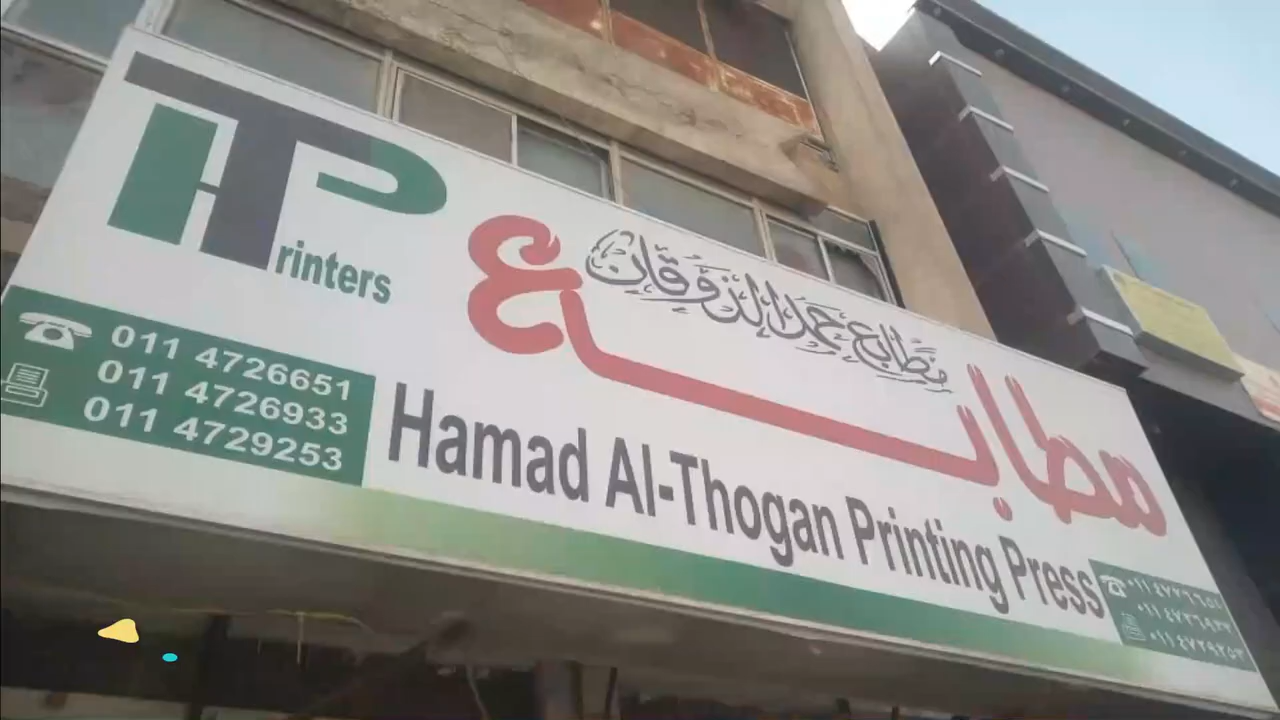 HTP
rinters
011 4726651
011 4726933
011 4729253
مطابع
مطابع حمد الذوقان
Hamad Al-Thogan Printing Press
٠١١ ٤٧٢٦٦٥١
٠١١ ٤٧٢٦٩٣٣
٠١١ ٤٧٢٩٢٥٣